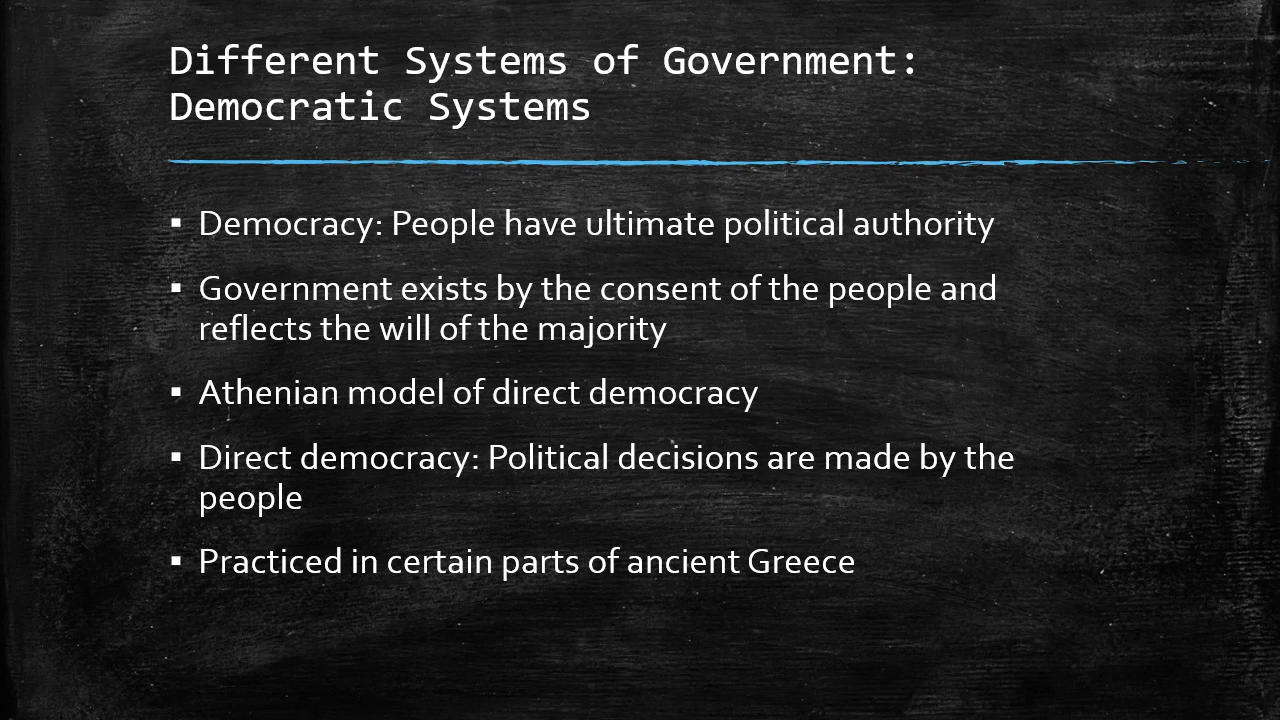 Different Systems of Government:
Democratic Systems
▪ Democracy: People have ultimate political authority
▪ Government exists by the consent of the people and
reflects the will of the majority
▪ Athenian model of direct democracy
▪ Direct democracy: Political decisions are made by the
people
▪ Practiced in certain parts of ancient Greece